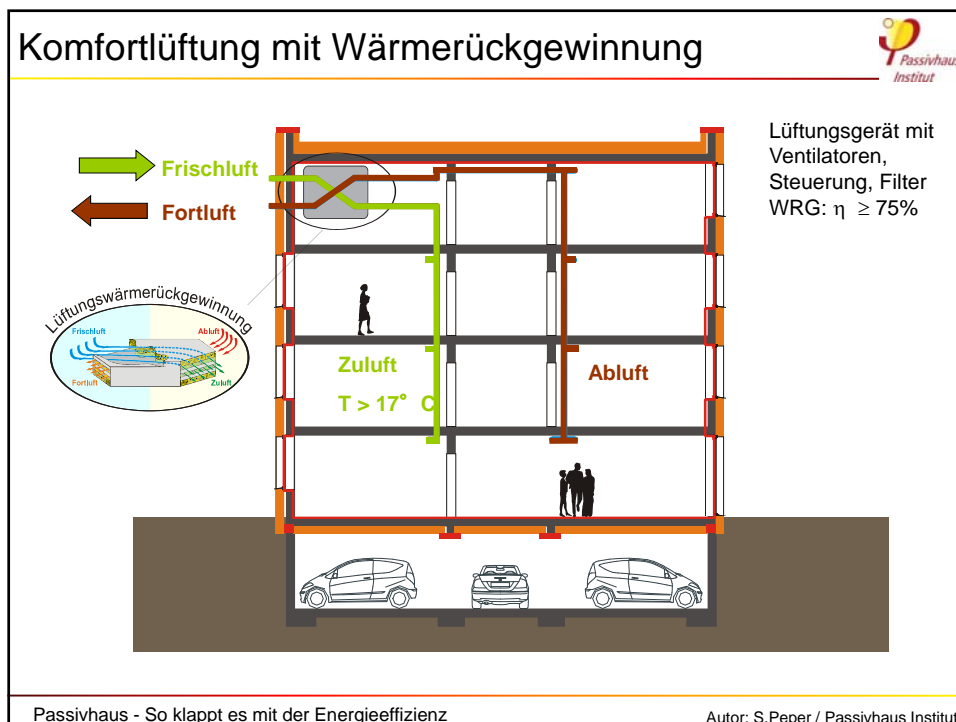 Komfortlüftung mit Wärmerückgewinnung
Passivhaus
Institut
Lüftungsgerät mit
Ventilatoren,
Steuerung, Filter
WRG: η ≥ 75%
Frischluft
Fortluft
Lüftungswärmerückgewinnung
Frischluft
Abluft
Fortluft
Zuluft
Zuluft
T > 17° C
Abluft
Passivhaus - So klappt es mit der Energieeffizienz
Autor: S.Peper / Passivhaus Institut